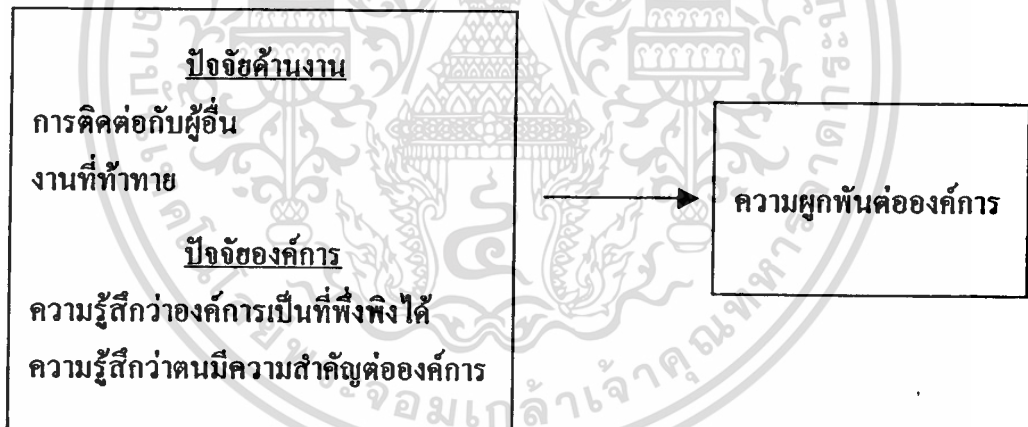 ปัจจัยด้านงาน
การติดต่อกับผู้อื่น
งานที่ท้าทาย
ปัจจัยองค์การ
ความรู้สึกว่าองค์การเป็นที่พึ่งพิงได้
ความรู้สึกว่าตนมีความสำคัญต่อองค์การ
ความผูกพันต่อองค์การ